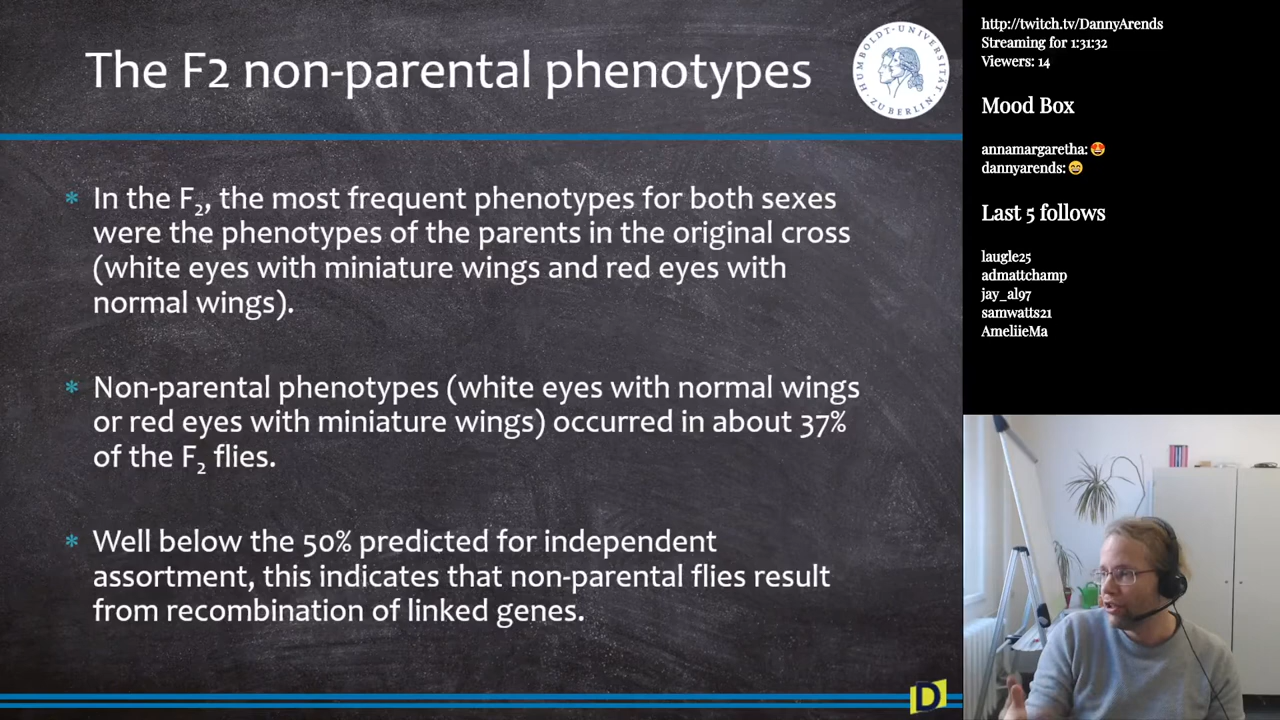 The F2 non-parental phenotypes
HUMBOLDT-UNIVERSITÄT
ZU BERLIN
* In the F2, the most frequent phenotypes for both sexes
were the phenotypes of the parents in the original cross
(white eyes with miniature wings and red eyes with
normal wings).
* Non-parental phenotypes (white eyes with normal wings
or red eyes with miniature wings) occurred in about 37%
of the F2 flies.
* Well below the 50% predicted for independent
assortment, this indicates that non-parental flies result
from recombination of linked genes.
D
http://twitch.tv/DannyArends
Streaming for 1:31:32
Viewers: 14
Mood Box
annamargaretha: 😍
dannyarends: 😄
Last 5 follows
laugle25
admattchamp
jay_al97
samwatts21
AmeliieMa